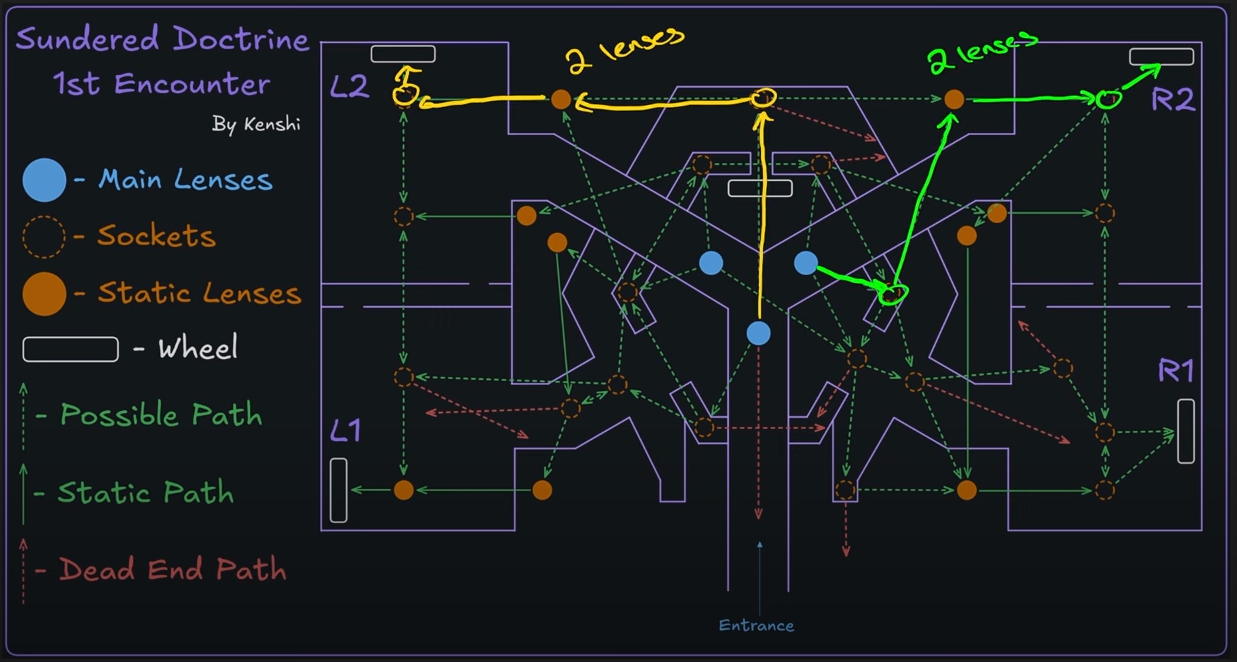 Sundered Doctrine
1st Encounter
By Kenshi
- Main Lenses
- Sockets
- Static Lenses
- Wheel
- Possible Path
- Static Path
- Dead End Path
2 lenses
2 lenses
L2
R2
R1
L1
Entrance